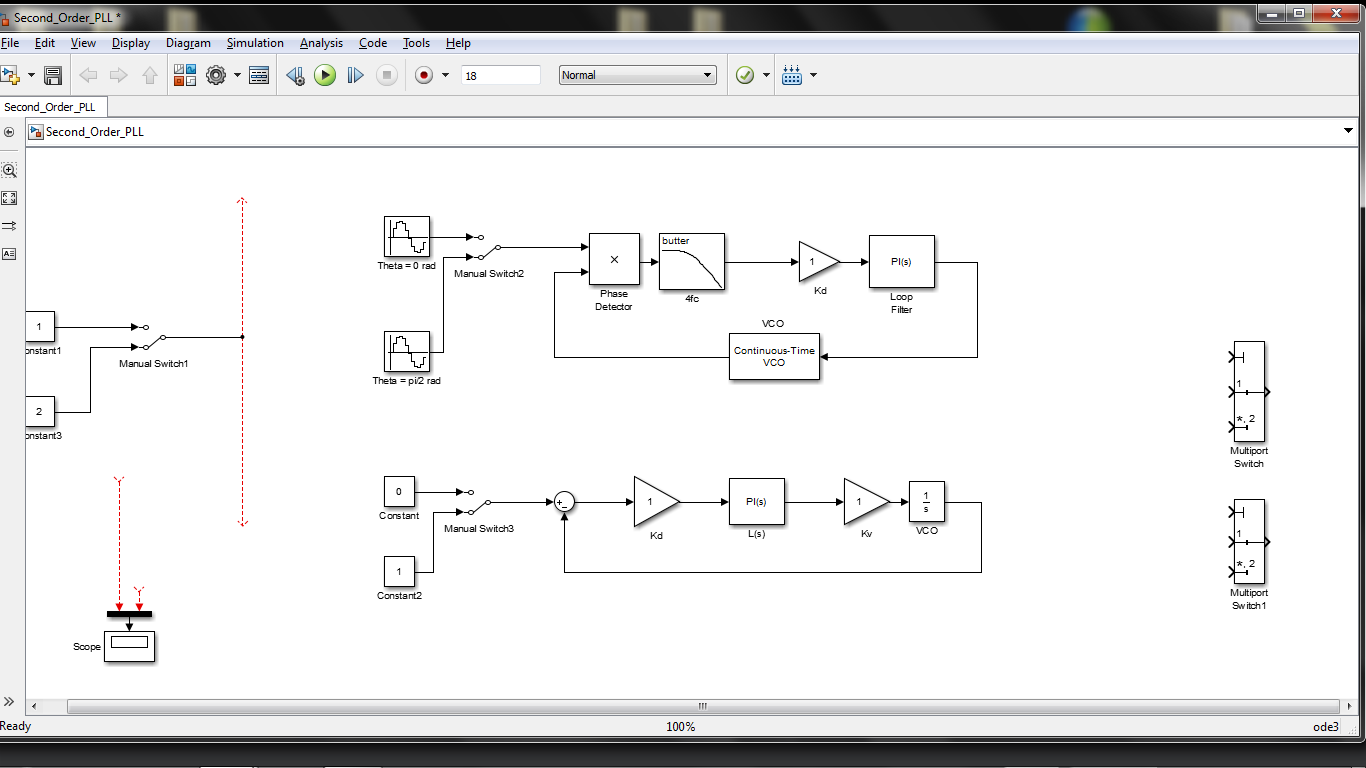 Second_Order_PLL *
File Edit View Display Diagram Simulation Analysis Code Tools Help
18
Normal
Second_Order_PLL
Second_Order_PLL
Theta = 0 rad
Manual Switch2
×
Phase
Detector
butter
4fc
1
Kd
PI(s)
Loop
Filter
VCO
Continuous-Time
VCO
Theta = pi/2 rad
1
onstant1
Manual Switch1
2
onstant3
1
*, 2
Multiport
Switch
0
Constant
Manual Switch3
1
Constant2
+
_
1
Kd
PI(s)
L(s)
1
Kv
1
s
VCO
1
*, 2
Multiport
Switch1
Scope
Ready
100%
ode3